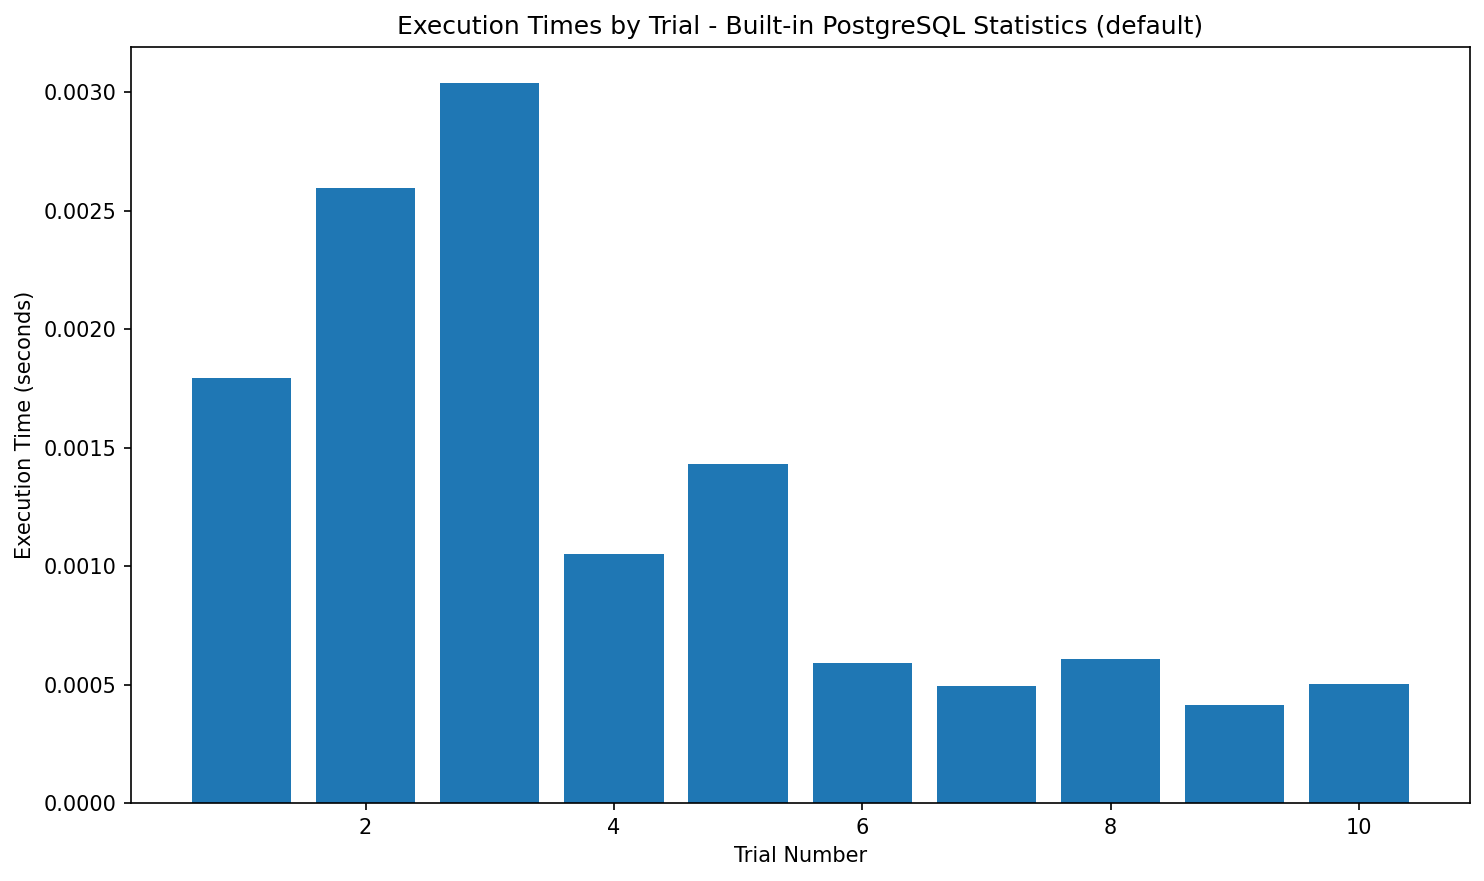 Execution Times by Trial - Built-in PostgreSQL Statistics (default)
0.0030
0.0025
0.0020
0.0015
0.0010
0.0005
0.0000
Execution Time (seconds)
2 4 6 8 10
Trial Number